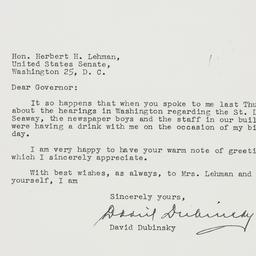 Hon. Herbert H. Lehman,
United States Senate,
Washington 25, D. C.
Dear Governor:
It so happens that when you spoke to me last Thu
about the hearings in Washington regarding the St. L
Seaway, the newspaper boys and the staff in our buil
were having a drink with me on the occasion of my bi
day.
I am very happy to have your warm note of greeti
which I sincerely appreciate.
With best wishes, as always, to Mrs. Lehman and
yourself, I am
Sincerely yours,
David Dubinsky
David Dubinsky